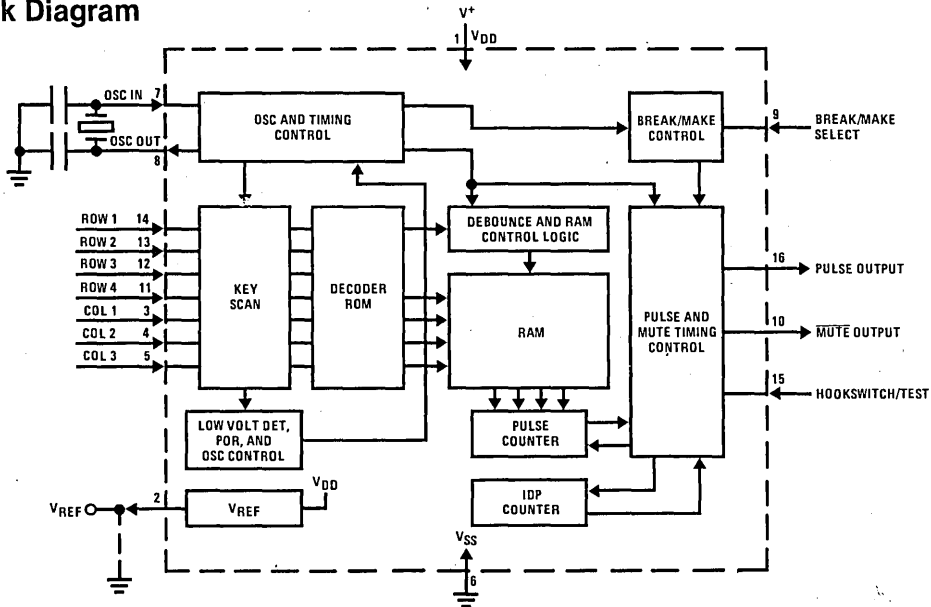 k Diagram
V+
1 VDD
OSC IN 7
OSC OUT
8
OSC AND TIMING
CONTROL
BREAK/MAKE
CONTROL
9
BREAK/MAKE
SELECT
ROW 1 14
ROW 2 13
ROW 3 12
ROW 4 11
COL 1 3
COL 2 4
COL 3 5
KEY
SCAN
DECODER
ROM
DEBOUNCE AND RAM
CONTROL LOGIC
RAM
PULSE AND
MUTE TIMING
CONTROL
16 PULSE OUTPUT
10 MUTE OUTPUT
15 HOOKSWITCH/TEST
LOW VOLT DET,
POR, AND
OSC CONTROL
PULSE
COUNTER
VREF 2
VREF
VDD
IDP
COUNTER
VSS
6